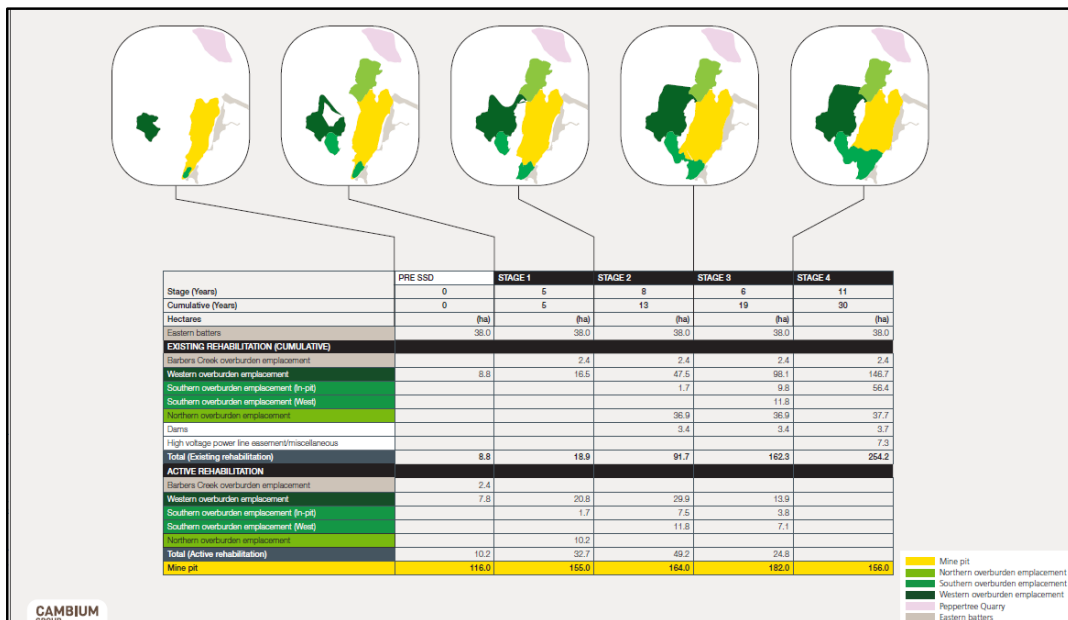 PRE SSD STAGE 1 STAGE 2 STAGE 3 STAGE 4
Stage (Years) 0 5 8 6 11
Cumulative (Years) 0 5 13 19 30
Hectares (ha) (ha) (ha) (ha) (ha)
Eastern batters 38.0 38.0 38.0 38.0 38.0
EXISTING REHABILITATION (CUMULATIVE)
Barbers Creek overburden emplacement 2.4 2.4 2.4 2.4
Western overburden emplacement 8.8 16.5 47.5 98.1 146.7
Southern overburden emplacement (In-pit) 1.7 9.8 56.4
Southern overburden emplacement (West) 11.8
Northern overburden emplacement 36.9 36.9 37.7
Dams 3.4 3.4 3.7
High voltage power line easement/miscellaneous 7.3
Total (Existing rehabilitation) 8.8 18.9 91.7 162.3 254.2
ACTIVE REHABILITATION
Barbers Creek overburden emplacement 2.4
Western overburden emplacement 7.8 20.8 29.9 13.9
Southern overburden emplacement (In-pit) 1.7 7.5 3.8
Southern overburden emplacement (West) 11.8 7.1
Northern overburden emplacement 10.2
Total (Active rehabilitation) 10.2 32.7 49.2 24.8
Mine pit 116.0 155.0 164.0 182.0 156.0
Mine pit
Northern overburden emplacement
Southern overburden emplacement
Western overburden emplacement
Peppertree Quarry
Eastern batters
CAMBIUM
GROUP